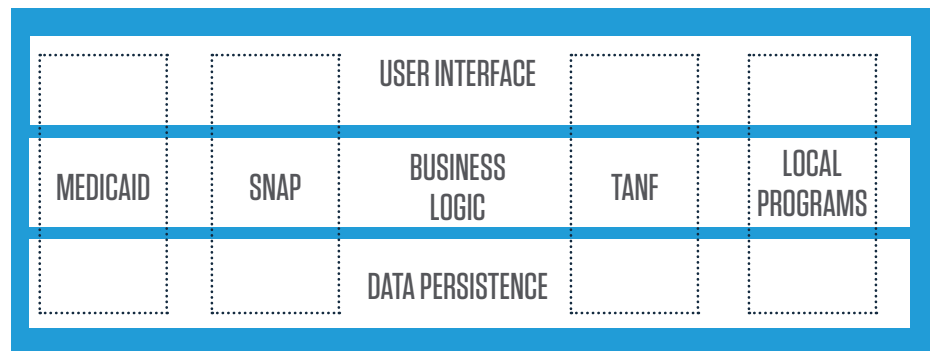 USER INTERFACE
MEDICAID
SNAP
BUSINESS
LOGIC
TANF
LOCAL
PROGRAMS
DATA PERSISTENCE